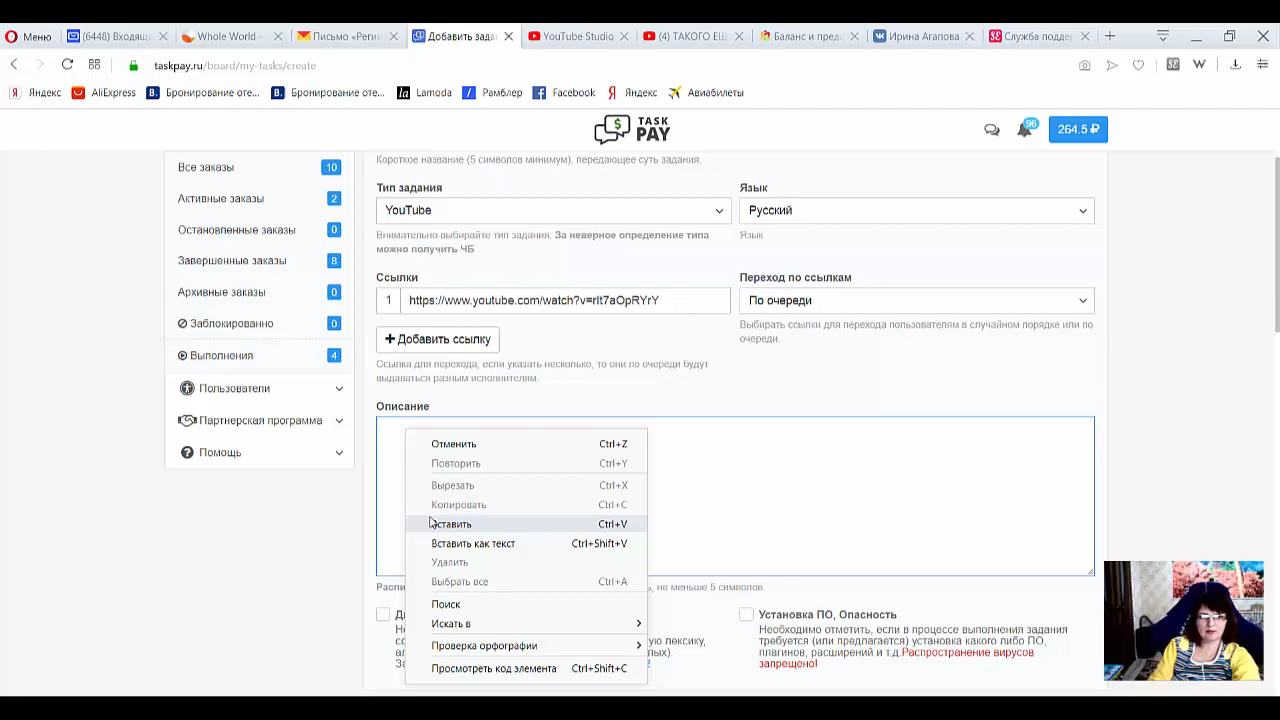 Меню
(6448) Входящ
Whole World –
Письмо «Реги
Добавить зада
YouTube Studio
(4) ТАКОГО ЕЩ
Баланс и пред
Ирина Агапова
Служба поддер
taskpay.ru/board/my-tasks/create
Яндекс
AliExpress
Бронирование оте...
Бронирование оте...
Lamoda
Рамблер
Facebook
Яндекс
Авиабилеты
TASK
PAY
96
264.5 ₽
Все заказы 10
Активные заказы 2
Остановленные заказы 0
Завершенные заказы 8
Архивные заказы 0
Заблокированно 0
Выполнения 4
Пользователи
Партнерская программа
Помощь
Короткое название (5 символов минимум), передающее суть задания.
Тип задания
YouTube
Внимательно выбирайте тип задания. За неверное определение типа
можно получить ЧБ
Язык
Русский
Язык
Ссылки
1 https://www.youtube.com/watch?v=rIt7aOpRYrY
Добавить ссылку
Ссылка для перехода, если указать несколько, то они по очереди будут
выдаваться разным исполнителям.
Переход по ссылкам
По очереди
Выбирать ссылки для перехода пользователям в случайном порядке или по
очереди.
Описание
Отменить Ctrl+Z
Повторить Ctrl+Y
Вырезать Ctrl+X
Копировать Ctrl+C
Вставить Ctrl+V
Вставить как текст Ctrl+Shift+V
Удалить
Выбрать все Ctrl+A
Поиск
Искать в
Проверка орфографии
Просмотреть код элемента Ctrl+Shift+C
не меньше 5 символов.
Установка ПО, Опасность
Необходимо отметить, если в процессе выполнения задания
требуется (или предлагается) установка какого либо ПО,
плагинов, расширений и т.д.Распространение вирусов
запрещено!